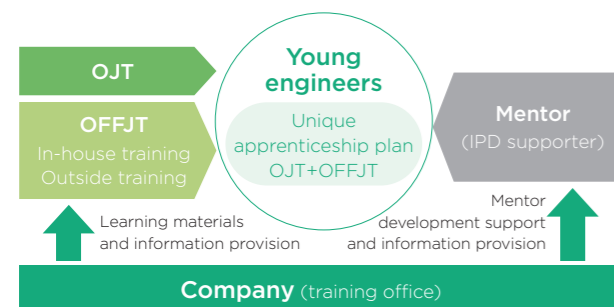 OJT
OFFJT
In-house training
Outside training
Young
engineers
Unique
apprenticeship plan
OJT+OFFJT
Mentor
(IPD supporter)
Learning materials
and information provision
Mentor
development support
and information provision
Company (training office)